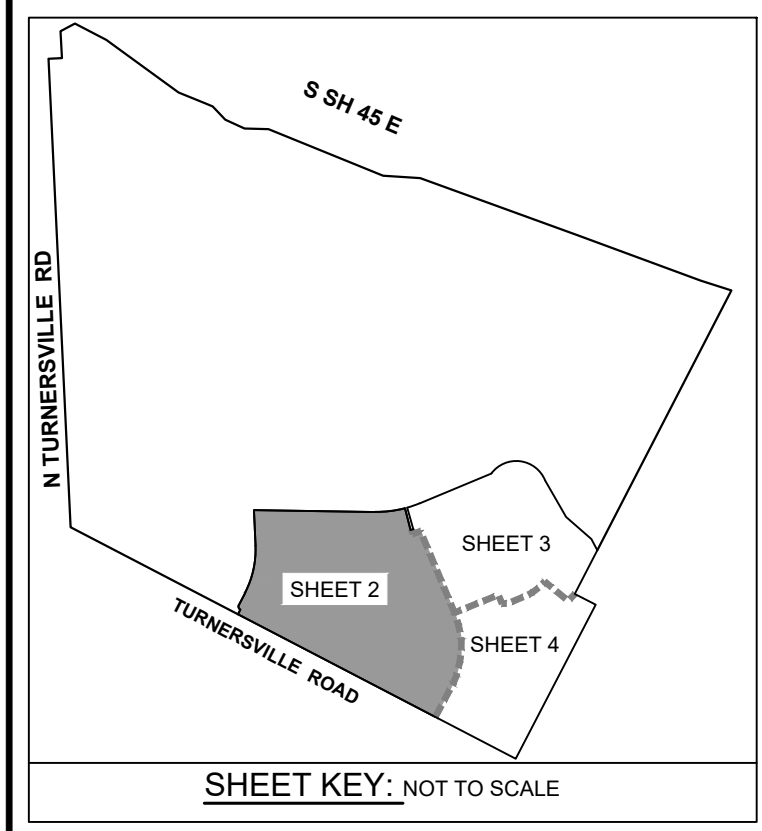 S SH 45 E
N TURNERSVILLE RD
SHEET 3
SHEET 2
TURNERSVILLE ROAD
SHEET 4
SHEET KEY: NOT TO SCALE